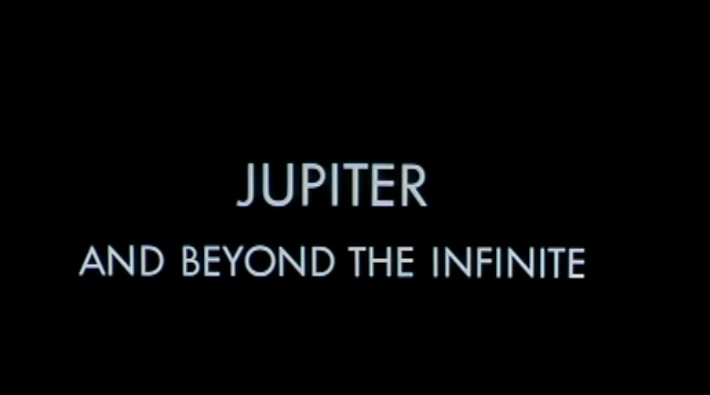 JUPITER
AND BEYOND THE INFINITE